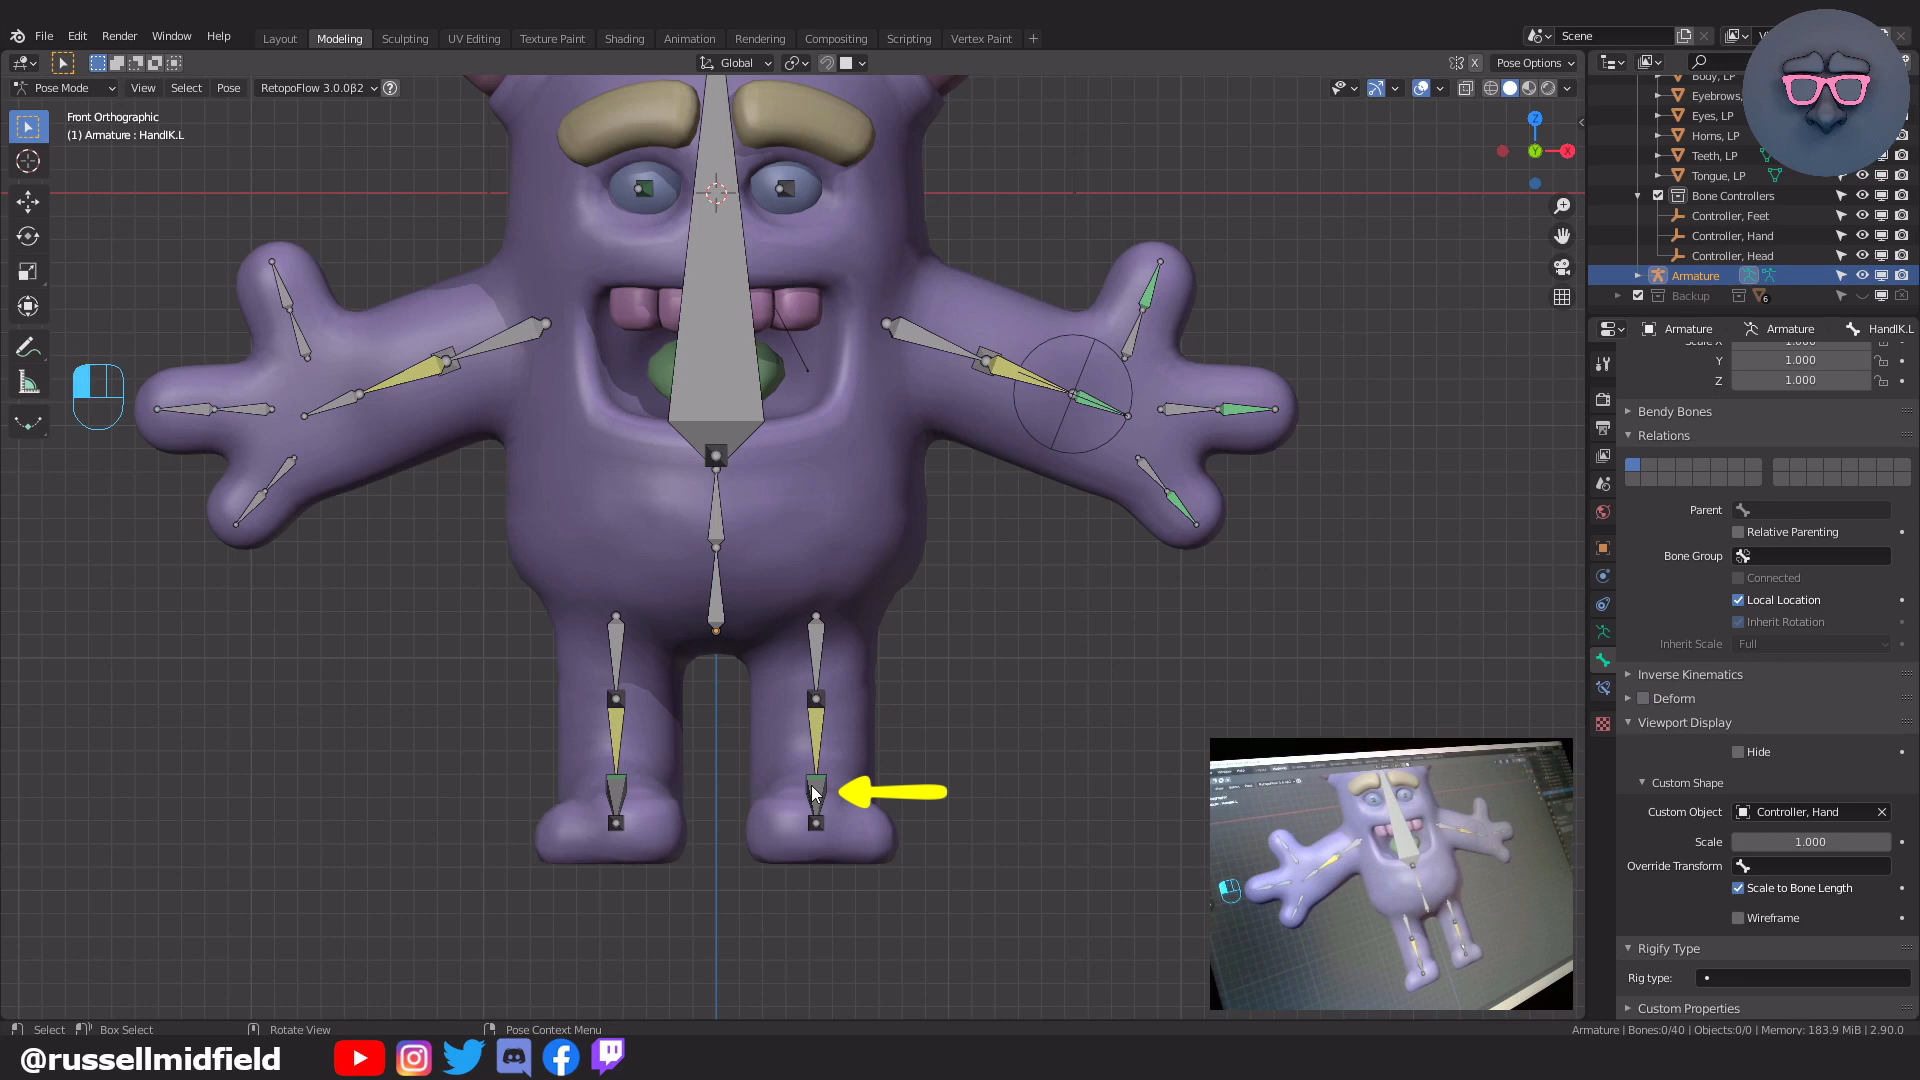 File Edit Render Window Help
Layout Modeling Sculpting UV Editing Texture Paint Shading Animation Rendering Compositing Scripting Vertex Paint +
Scene
Global
X Pose Options
Pose Mode View Select Pose RetopoFlow 3.0.0β2 ?
Front Orthographic
(1) Armature : HandIK.L
Z
Y
X
Body, LP
Eyebrows,
Eyes, LP
Horns, LP
Teeth, LP
Tongue, LP
Bone Controllers
Controller, Feet
Controller, Hand
Controller, Head
Armature
Backup 6
Armature Armature HandIK.L
Scale X 1.000
Y 1.000
Z 1.000
Bendy Bones
Relations
Parent
Relative Parenting
Bone Group
Connected
Local Location
Inherit Rotation
Inherit Scale Full
Inverse Kinematics
Deform
Viewport Display
Hide
Custom Shape
Custom Object Controller, Hand
Scale 1.000
Override Transform
Scale to Bone Length
Wireframe
Rigify Type
Rig type:
Custom Properties
Select Box Select Rotate View Pose Context Menu
Armature | Bones:0/40 | Objects:0/0 | Memory: 183.9 MiB | 2.90.0
@russellmidfield